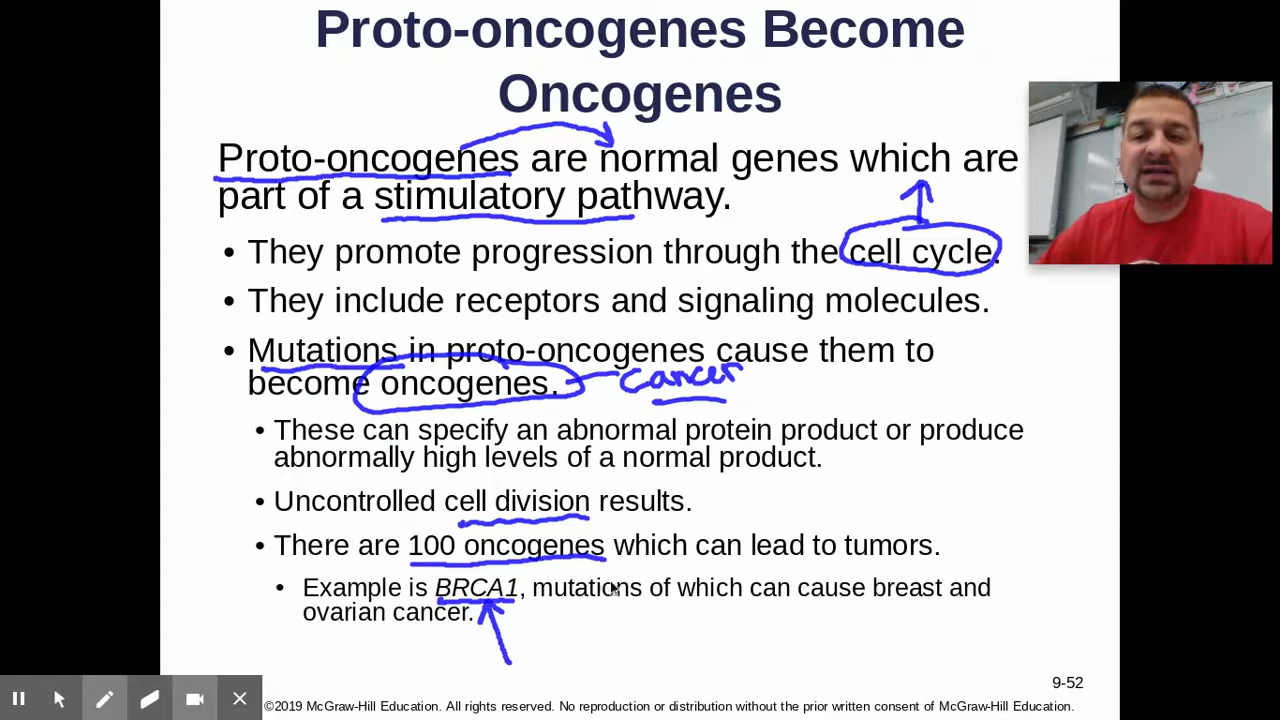 Proto-oncogenes Become
Oncogenes
Proto-oncogenes are normal genes which are
part of a stimulatory pathway.
• They promote progression through the cell cycle.
• They include receptors and signaling molecules.
• Mutations in proto-oncogenes cause them to
become oncogenes. cancer
• These can specify an abnormal protein product or produce
abnormally high levels of a normal product.
• Uncontrolled cell division results.
• There are 100 oncogenes which can lead to tumors.
• Example is BRCA1, mutations of which can cause breast and
ovarian cancer.
9-52
©2019 McGraw-Hill Education. All rights reserved. No reproduction or distribution without the prior written consent of McGraw-Hill Education.